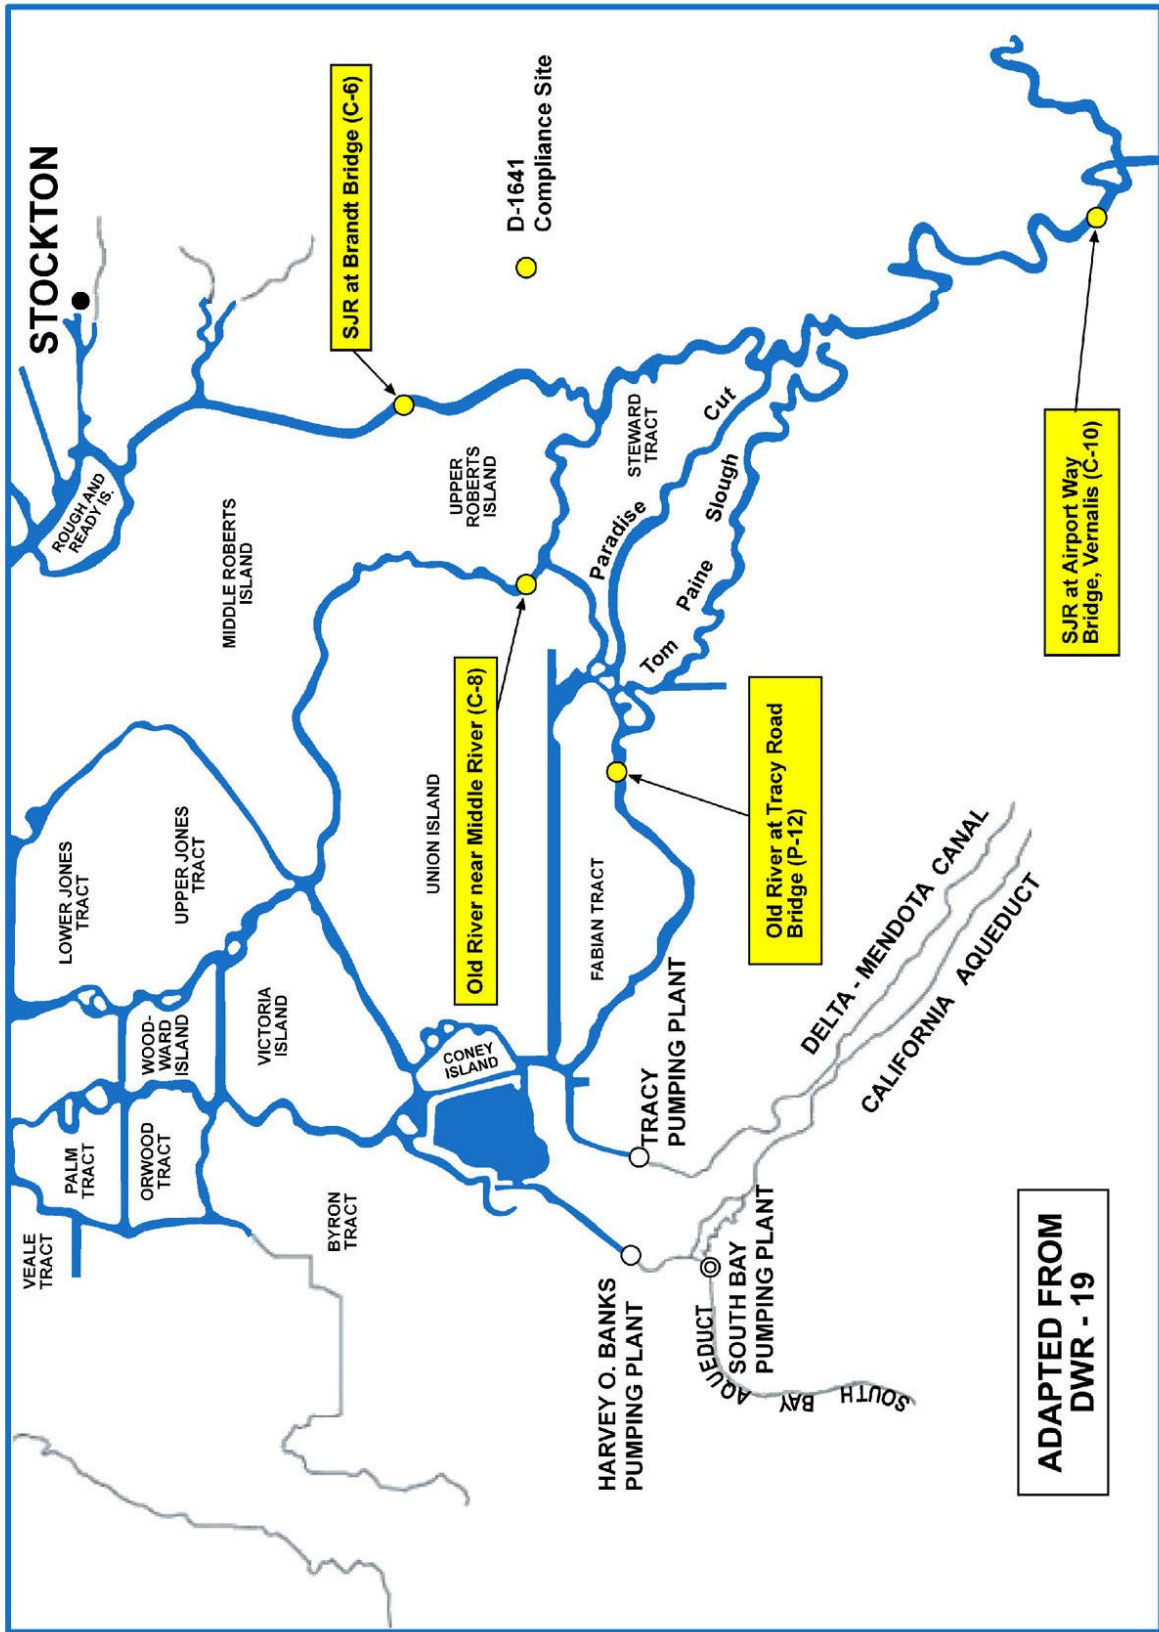 STOCKTON
SJR at Brandt Bridge (C-6)
D-1641
Compliance Site
ROUGH AND
READY IS.
MIDDLE ROBERTS
ISLAND
UPPER
ROBERTS
ISLAND
STEWARD
TRACT
Paradise Cut
Tom Paine Slough
SJR at Airport Way
Bridge, Vernalis (C-10)
LOWER JONES
TRACT
UPPER JONES
TRACT
UNION ISLAND
Old River near Middle River (C-8)
FABIAN TRACT
Old River at Tracy Road
Bridge (P-12)
WOOD-
WARD
ISLAND
VICTORIA
ISLAND
CONEY
ISLAND
TRACY
PUMPING PLANT
DELTA - MENDOTA CANAL
CALIFORNIA AQUEDUCT
PALM
TRACT
ORWOOD
TRACT
VEALE
TRACT
BYRON
TRACT
HARVEY O. BANKS
PUMPING PLANT
SOUTH BAY
PUMPING PLANT
SOUTH BAY AQUEDUCT
ADAPTED FROM
DWR - 19